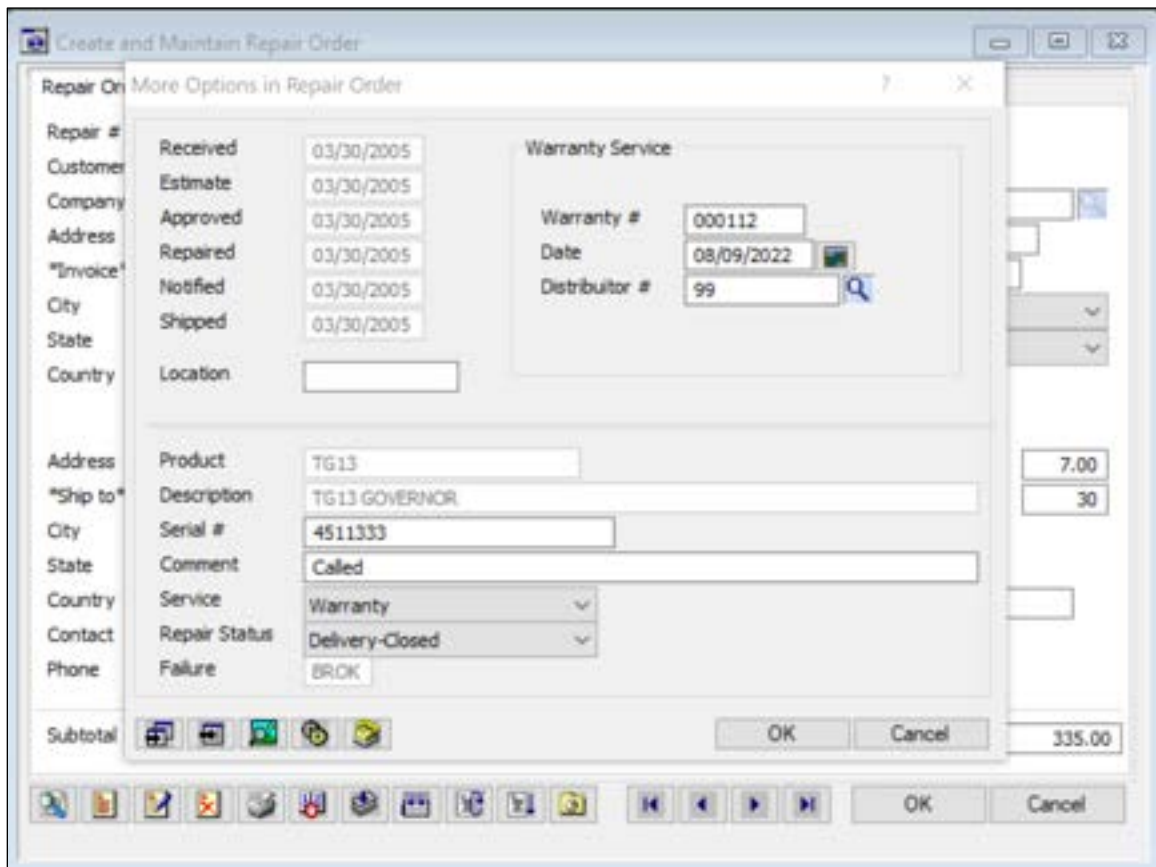 Create and Maintain Repair Order
Repair Or
More Options in Repair Order
?
Repair #
Customer
Company
Address
"Invoice"
City
State
Country
Address
"Ship to"
City
State
Country
Contact
Phone
Subtotal
Received 03/30/2005
Estimate 03/30/2005
Approved 03/30/2005
Repaired 03/30/2005
Notified 03/30/2005
Shipped 03/30/2005
Location
Warranty Service
Warranty # 000112
Date 08/09/2022
Distribuitor # 99
Product TG13
Description TG13 GOVERNOR
Serial # 4511333
Comment Called
Service Warranty
Repair Status Delivery-Closed
Failure BROK
OK Cancel
7.00
30
335.00
OK Cancel